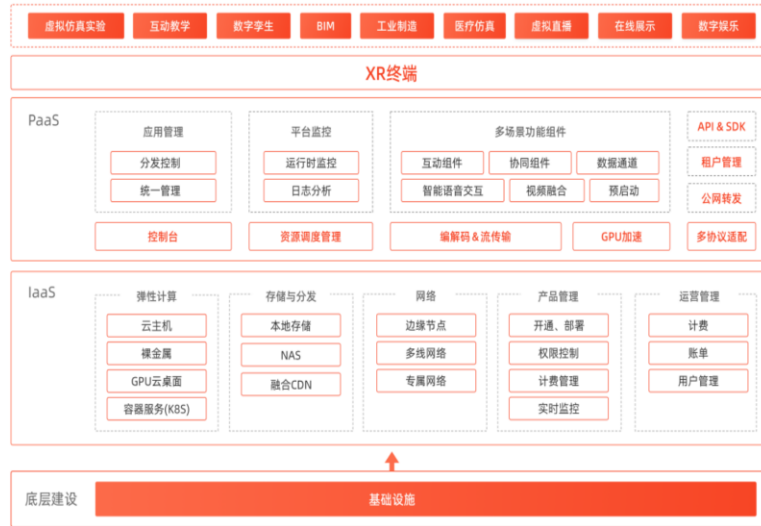 虚拟仿真实验 互动教学 数字孪生 BIM 工业制造 医疗仿真 虚拟直播 在线展示 数字娱乐
XR终端
PaaS
应用管理 平台监控 多场景功能组件 API & SDK
分发控制 运行时监控 互动组件 协同组件 数据通道 租户管理
统一管理 日志分析 智能语音交互 视频融合 预启动 公网转发
控制台 资源调度管理 编解码&流传输 GPU加速 多协议适配
IaaS
弹性计算 存储与分发 网络 产品管理 运营管理
云主机 本地存储 边缘节点 开通、部署 计费
裸金属 NAS 多线网络 权限控制 账单
GPU云桌面 融合CDN 专属网络 计费管理 用户管理
容器服务(K8S) 实时监控
底层建设 基础设施